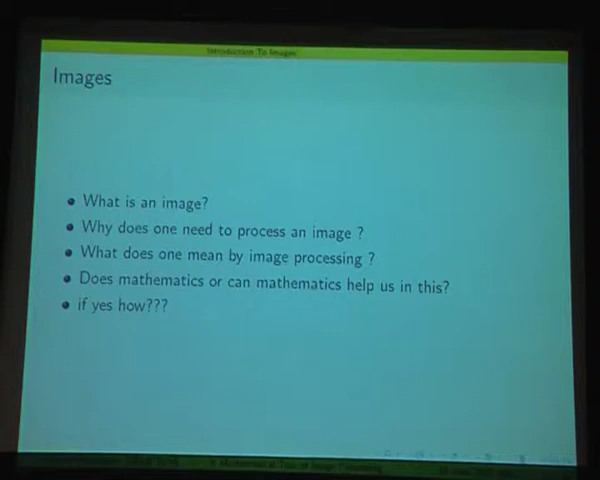 Introduction To Images
Images
What is an image?
Why does one need to process an image ?
What does one mean by image processing ?
Does mathematics or can mathematics help us in this?
if yes how???